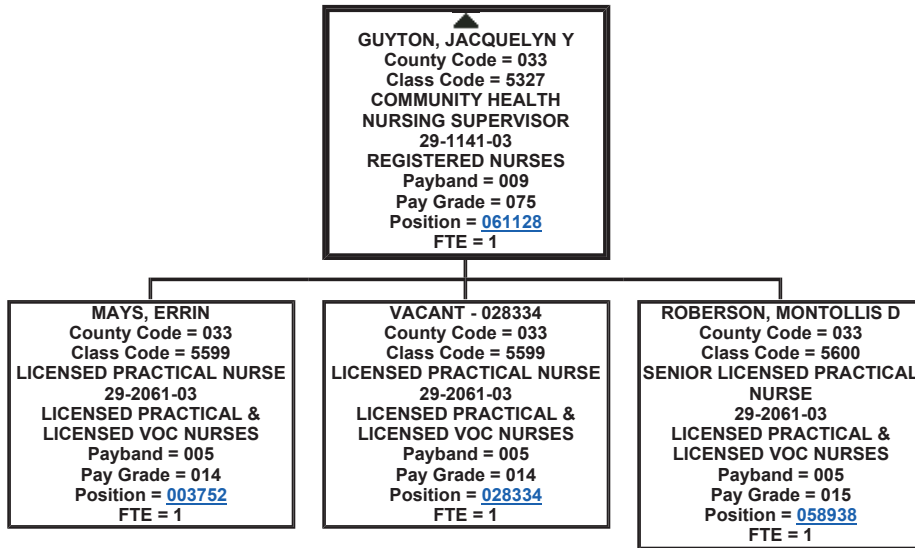 GUYTON, JACQUELYN Y
County Code = 033
Class Code = 5327
COMMUNITY HEALTH
NURSING SUPERVISOR
29-1141-03
REGISTERED NURSES
Payband = 009
Pay Grade = 075
Position = 061128
FTE = 1
MAYS, ERRIN
County Code = 033
Class Code = 5599
LICENSED PRACTICAL NURSE
29-2061-03
LICENSED PRACTICAL &
LICENSED VOC NURSES
Payband = 005
Pay Grade = 014
Position = 003752
FTE = 1
VACANT - 028334
County Code = 033
Class Code = 5599
LICENSED PRACTICAL NURSE
29-2061-03
LICENSED PRACTICAL &
LICENSED VOC NURSES
Payband = 005
Pay Grade = 014
Position = 028334
FTE = 1
ROBERSON, MONTOLLIS D
County Code = 033
Class Code = 5600
SENIOR LICENSED PRACTICAL
NURSE
29-2061-03
LICENSED PRACTICAL &
LICENSED VOC NURSES
Payband = 005
Pay Grade = 015
Position = 058938
FTE = 1